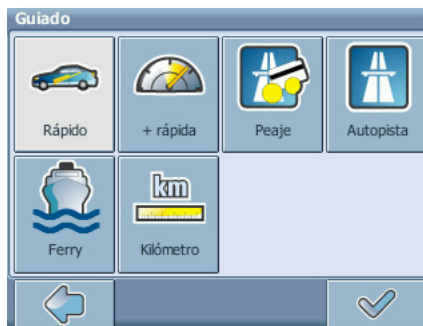 Guiado
Rápido
+ rápida
Peaje
Autopista
km
Ferry
Kilómetro